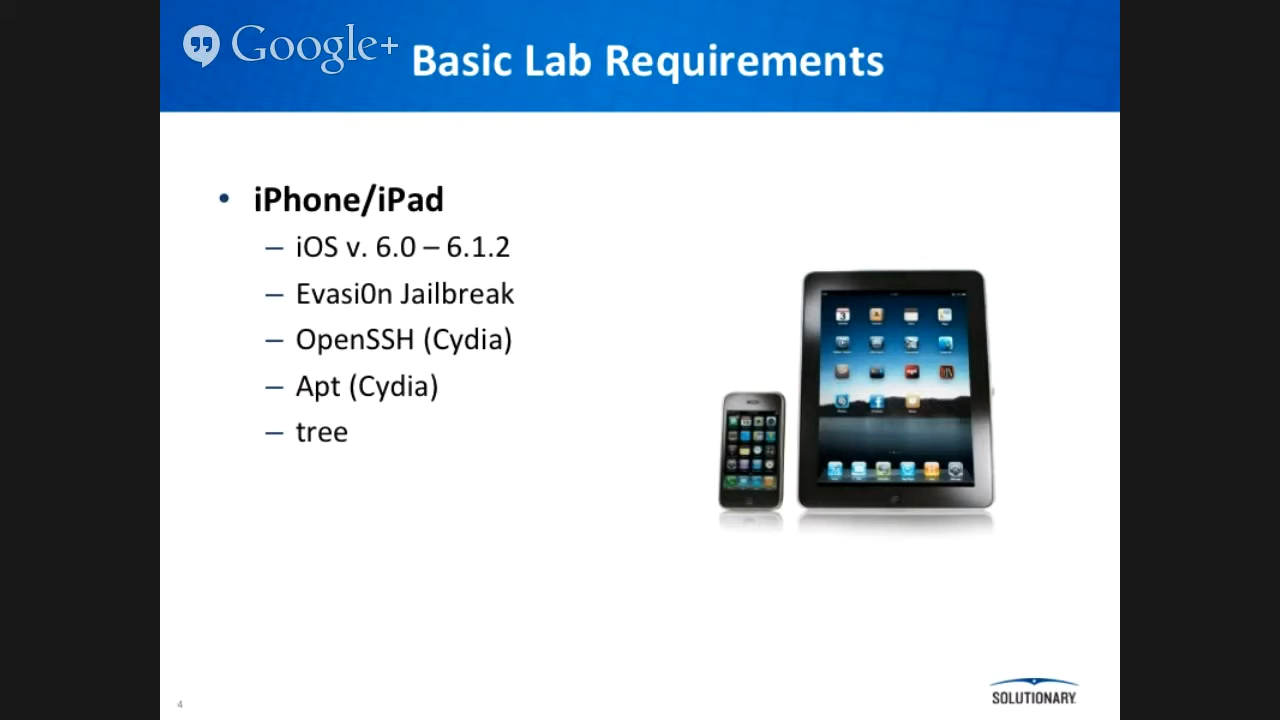 Google+
Basic Lab Requirements
• iPhone/iPad
– iOS v. 6.0 – 6.1.2
– Evasi0n Jailbreak
– OpenSSH (Cydia)
– Apt (Cydia)
– tree
4
SOLUTIONARY